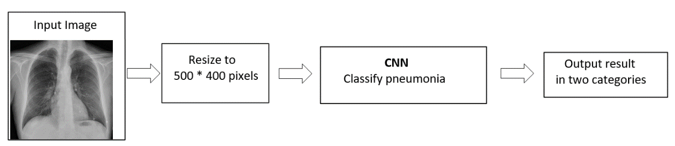 Input Image
Resize to
500 * 400 pixels
CNN
Classify pneumonia
Output result
in two categories